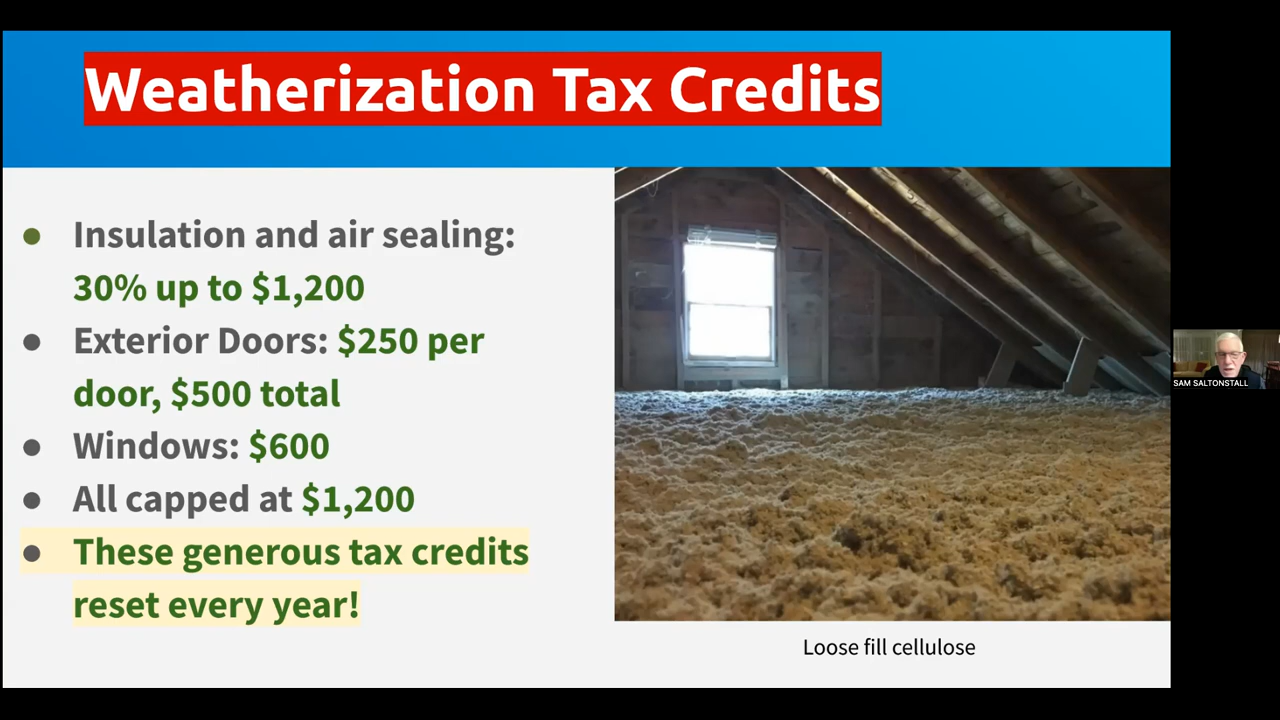 Weatherization Tax Credits
Insulation and air sealing:
30% up to $1,200
Exterior Doors: $250 per
door, $500 total
Windows: $600
All capped at $1,200
These generous tax credits
reset every year!
Loose fill cellulose
SAM SALTONSTALL